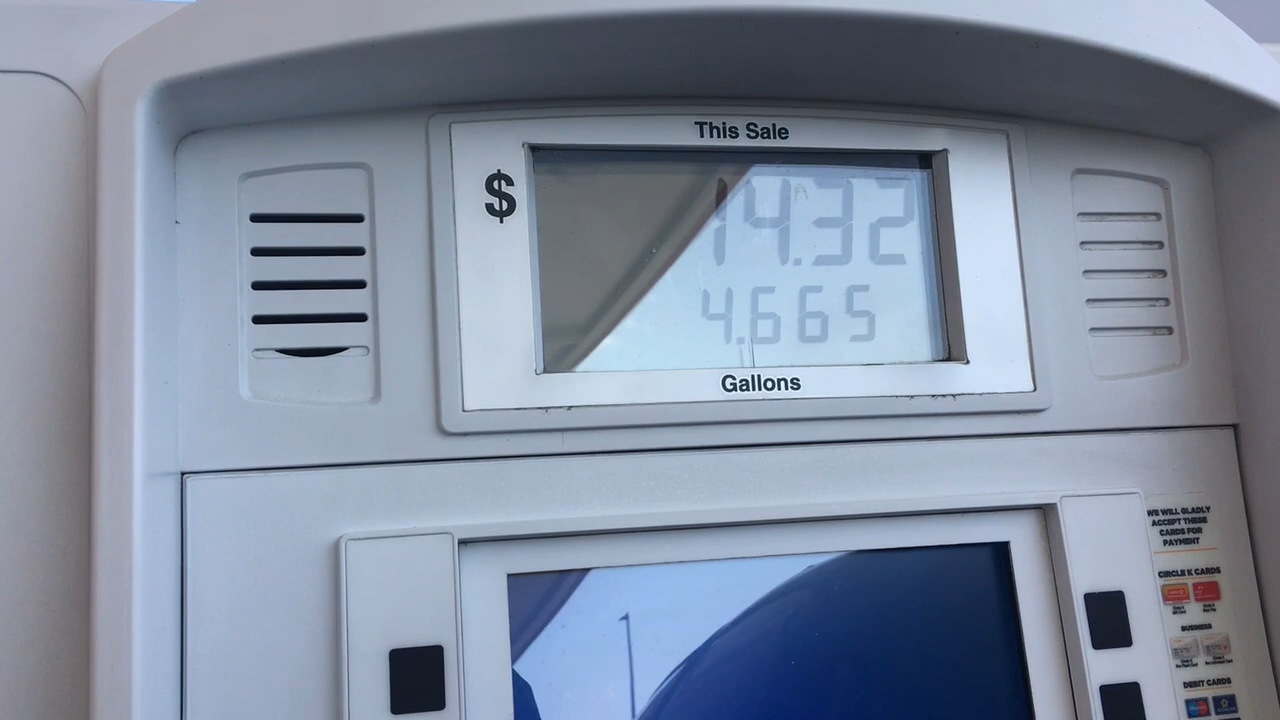 This Sale
$ 14.32
4.665
Gallons
WE WILL GLADLY
ACCEPT THESE
CARDS FOR
PAYMENT
CIRCLE K CARDS
BUSINESS
DEBIT CARDS